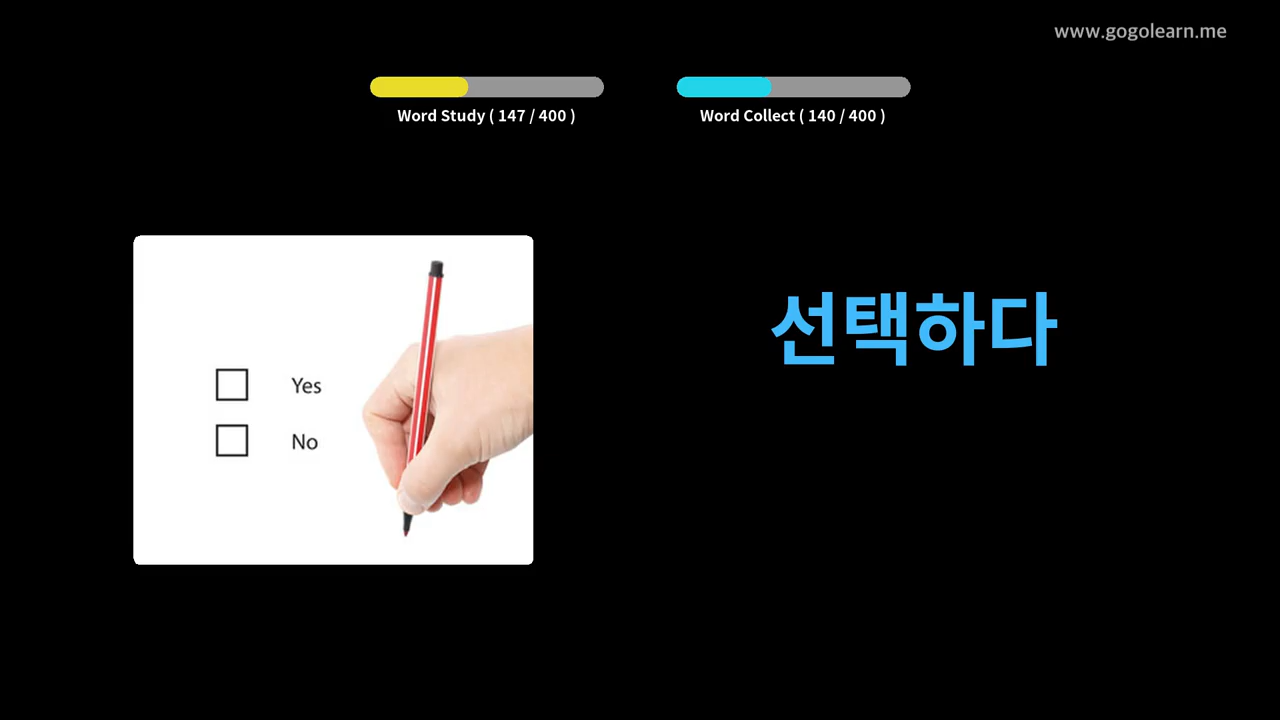 www.gogolearn.me
Word Study ( 147 / 400 )
Word Collect ( 140 / 400 )
선택하다
Yes
No